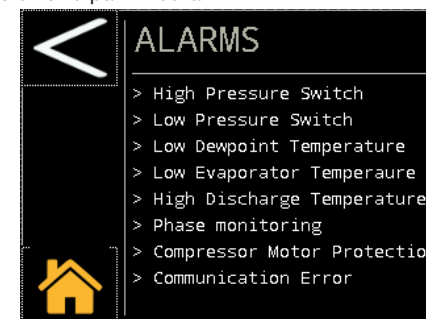 ALARMS
> High Pressure Switch
> Low Pressure Switch
> Low Dewpoint Temperature
> Low Evaporator Temperaure
> High Discharge Temperature
> Phase monitoring
> Compressor Motor Protectio
> Communication Error